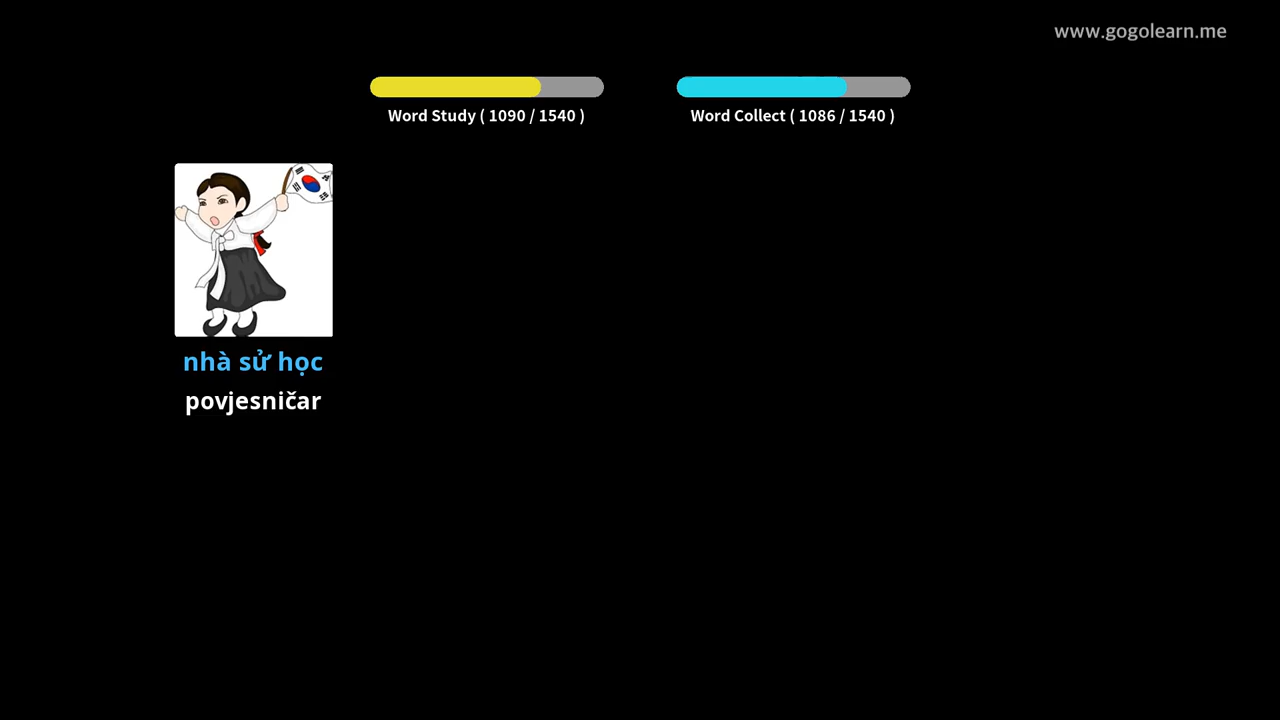 www.gogolearn.me
Word Study ( 1090 / 1540 )
Word Collect ( 1086 / 1540 )
nhà sử học
povjesničar